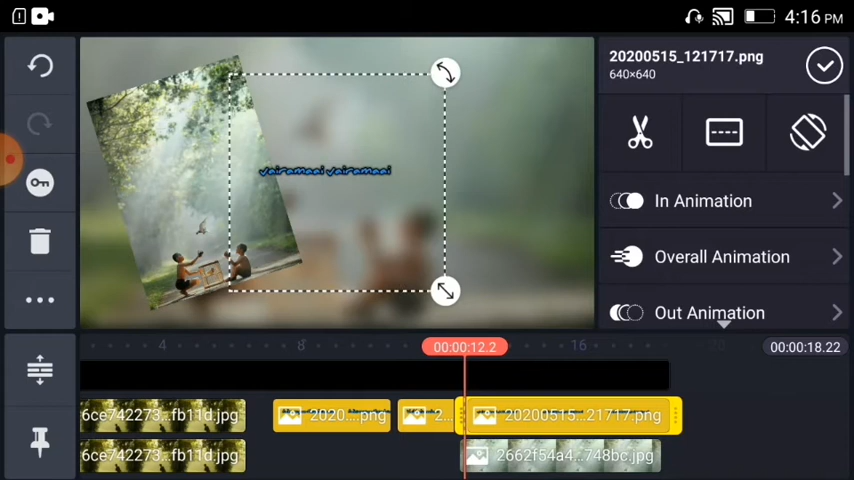 4:16 PM
20200515_121717.png
640×640
vairamaai vairamaai
In Animation
Overall Animation
Out Animation
4
8
00:00:12.2
16
20
00:00:18.22
6ce742273...fb11d.jpg
2020....png
2...
20200515...21717.png
6ce742273...fb11d.jpg
2662f54a4...748bc.jpg